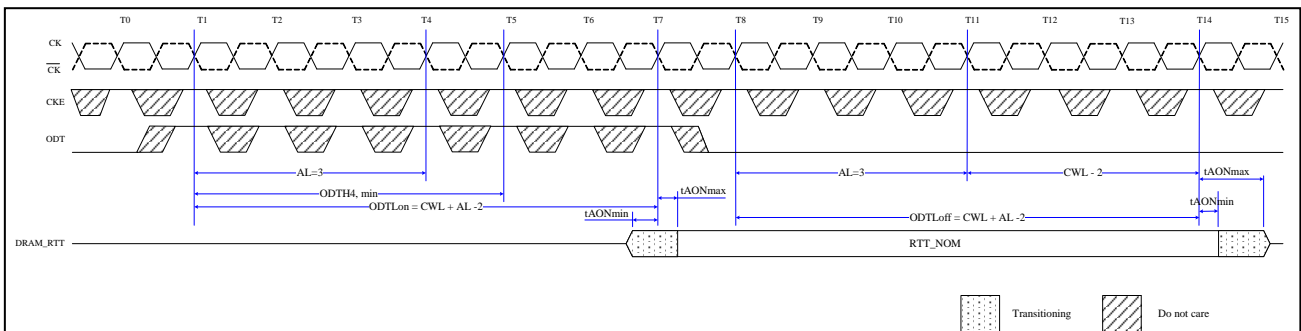 T0 T1 T2 T3 T4 T5 T6 T7 T8 T9 T10 T11 T12 T13 T14 T15
CK
CK
CKE
ODT
AL=3 AL=3 CWL - 2
ODTH4, min tAONmax tAONmax
ODTLon = CWL + AL -2
tAONmin ODTLoff = CWL + AL -2 tAONmin
DRAM_RTT RTT_NOM
Transitioning Do not care